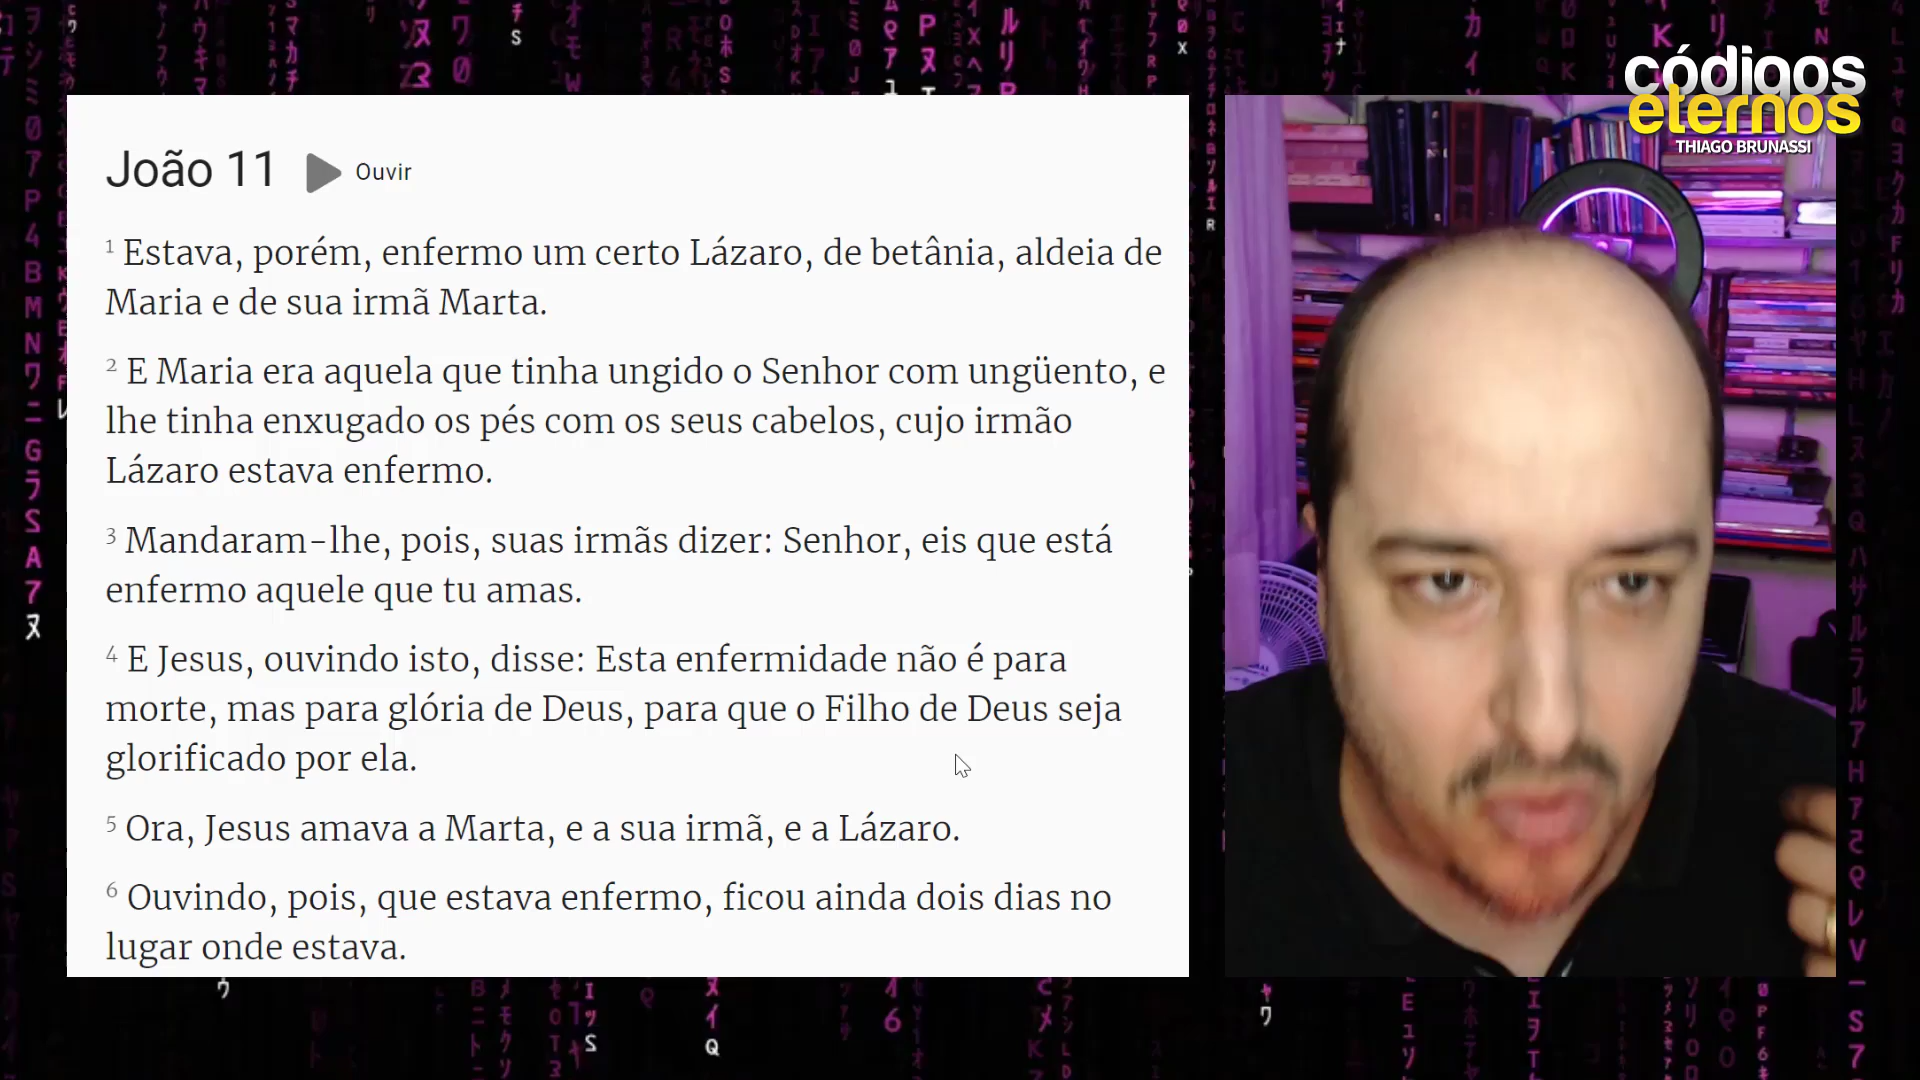 códigos
eternos
THIAGO BRUNASSI
João 11
Ouvir
1 Estava, porém, enfermo um certo Lázaro, de betânia, aldeia de
Maria e de sua irmã Marta.
2 E Maria era aquela que tinha ungido o Senhor com ungüento, e
lhe tinha enxugado os pés com os seus cabelos, cujo irmão
Lázaro estava enfermo.
3 Mandaram-lhe, pois, suas irmãs dizer: Senhor, eis que está
enfermo aquele que tu amas.
4 E Jesus, ouvindo isto, disse: Esta enfermidade não é para
morte, mas para glória de Deus, para que o Filho de Deus seja
glorificado por ela.
5 Ora, Jesus amava a Marta, e a sua irmã, e a Lázaro.
6 Ouvindo, pois, que estava enfermo, ficou ainda dois dias no
lugar onde estava.